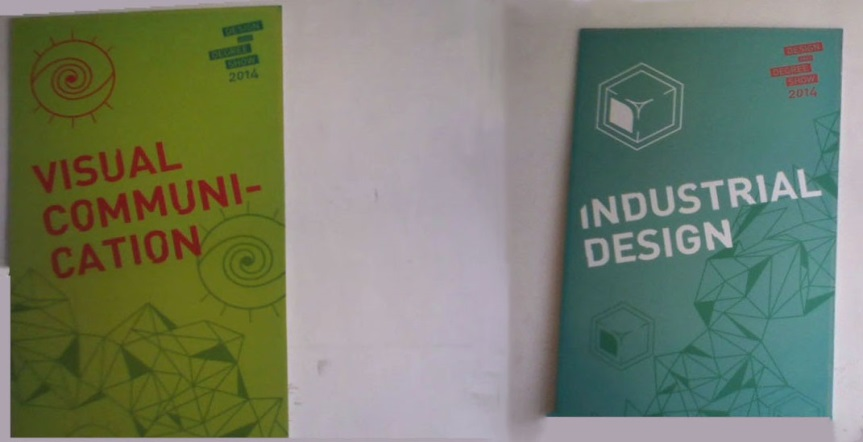 DESIGN
DEGREE
SHOW
2014
VISUAL
COMMUNI-
CATION
DESIGN
DEGREE
SHOW
2014
INDUSTRIAL
DESIGN